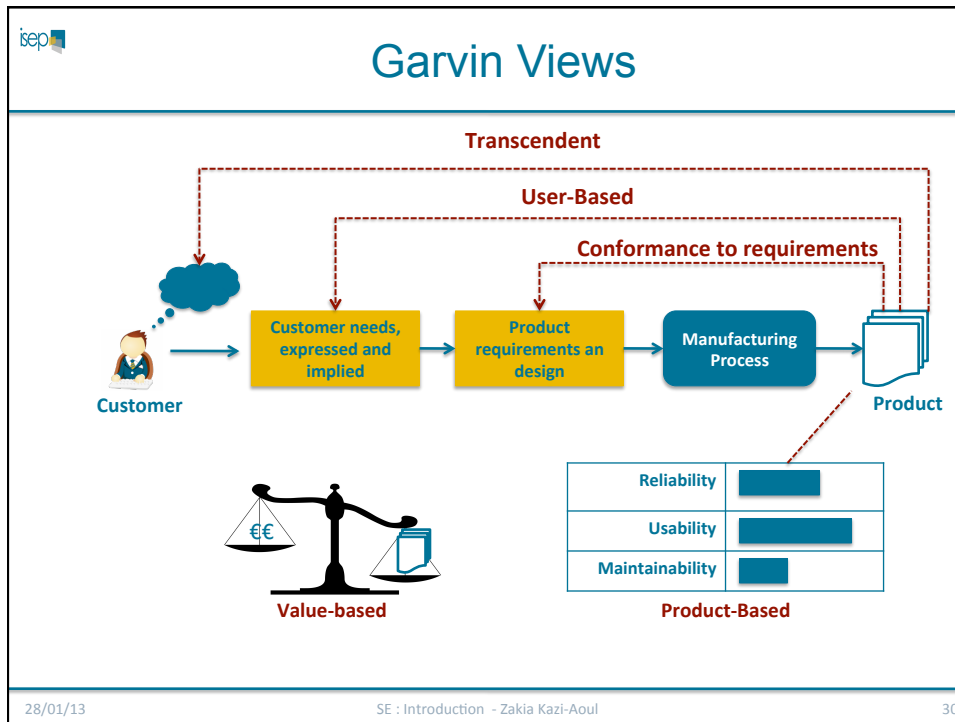 isep
Garvin Views
Transcendent
User-Based
Conformance to requirements
Customer needs,
expressed and
implied
Product
requirements an
design
Manufacturing
Process
Customer
Product
€€
Value-based
Reliability
Usability
Maintainability
Product-Based
28/01/13
SE : Introduction - Zakia Kazi-Aoul
30